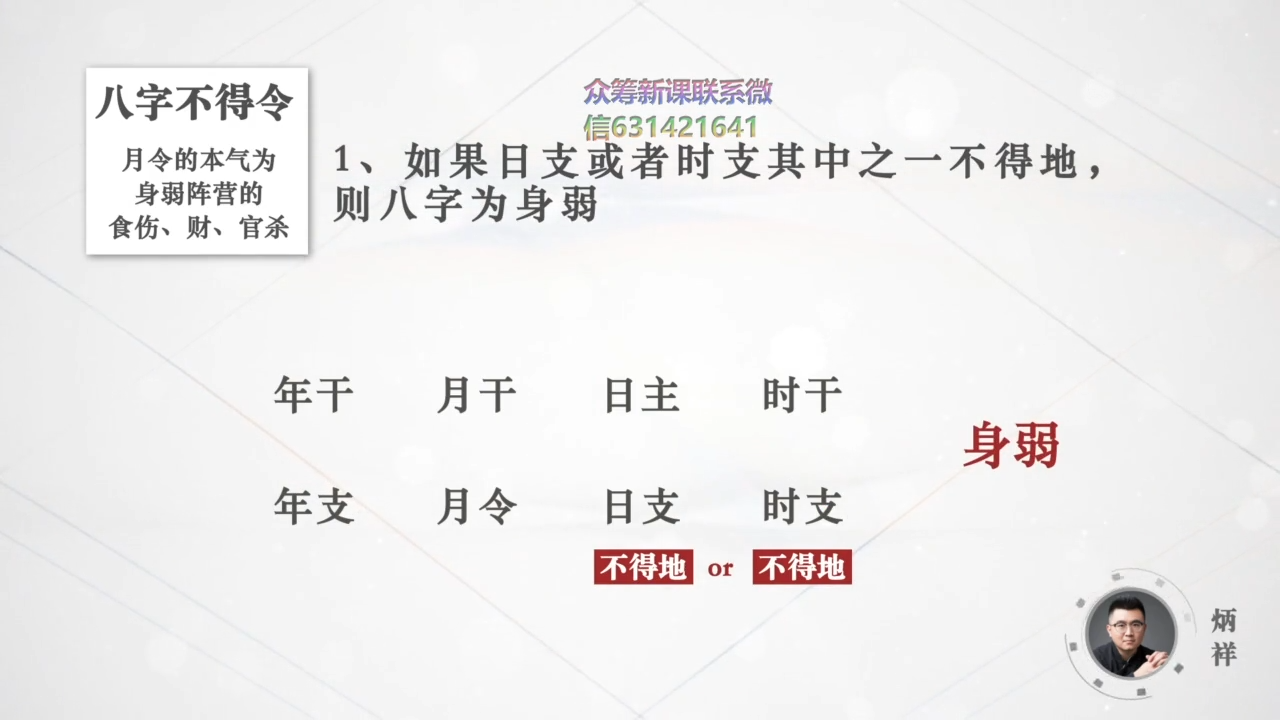 八字不得令
月令的本气为
身弱阵营的
食伤、财、官杀
众筹新课联系微
信631421641
1、如果日支或者时支其中之一不得地，
则八字为身弱
年干 月干 日主 时干
身弱
年支 月令 日支 时支
不得地 or 不得地
炳
祥